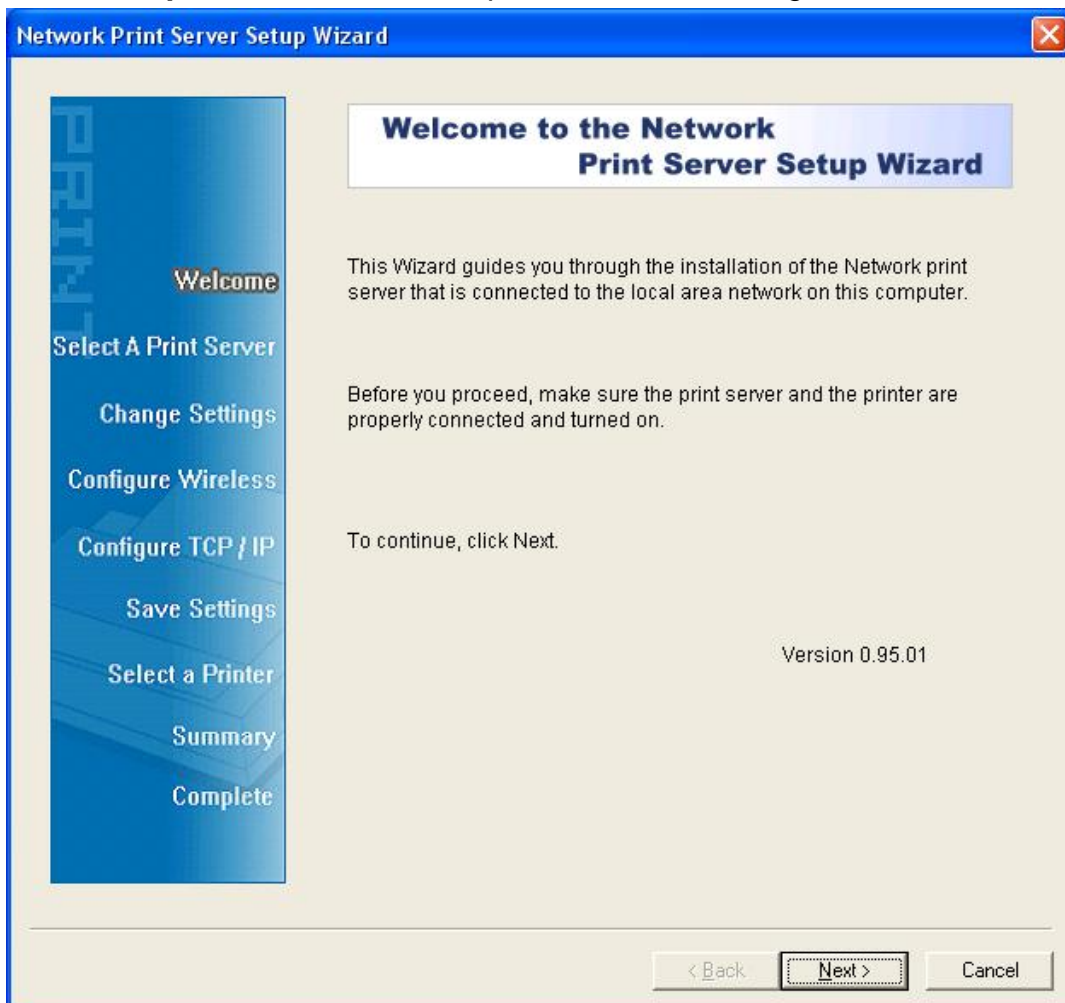 Network Print Server Setup Wizard
PRINT
Welcome
Select A Print Server
Change Settings
Configure Wireless
Configure TCP / IP
Save Settings
Select a Printer
Summary
Complete
Welcome to the Network
Print Server Setup Wizard
This Wizard guides you through the installation of the Network print
server that is connected to the local area network on this computer.
Before you proceed, make sure the print server and the printer are
properly connected and turned on.
To continue, click Next.
Version 0.95.01
< Back
Next >
Cancel